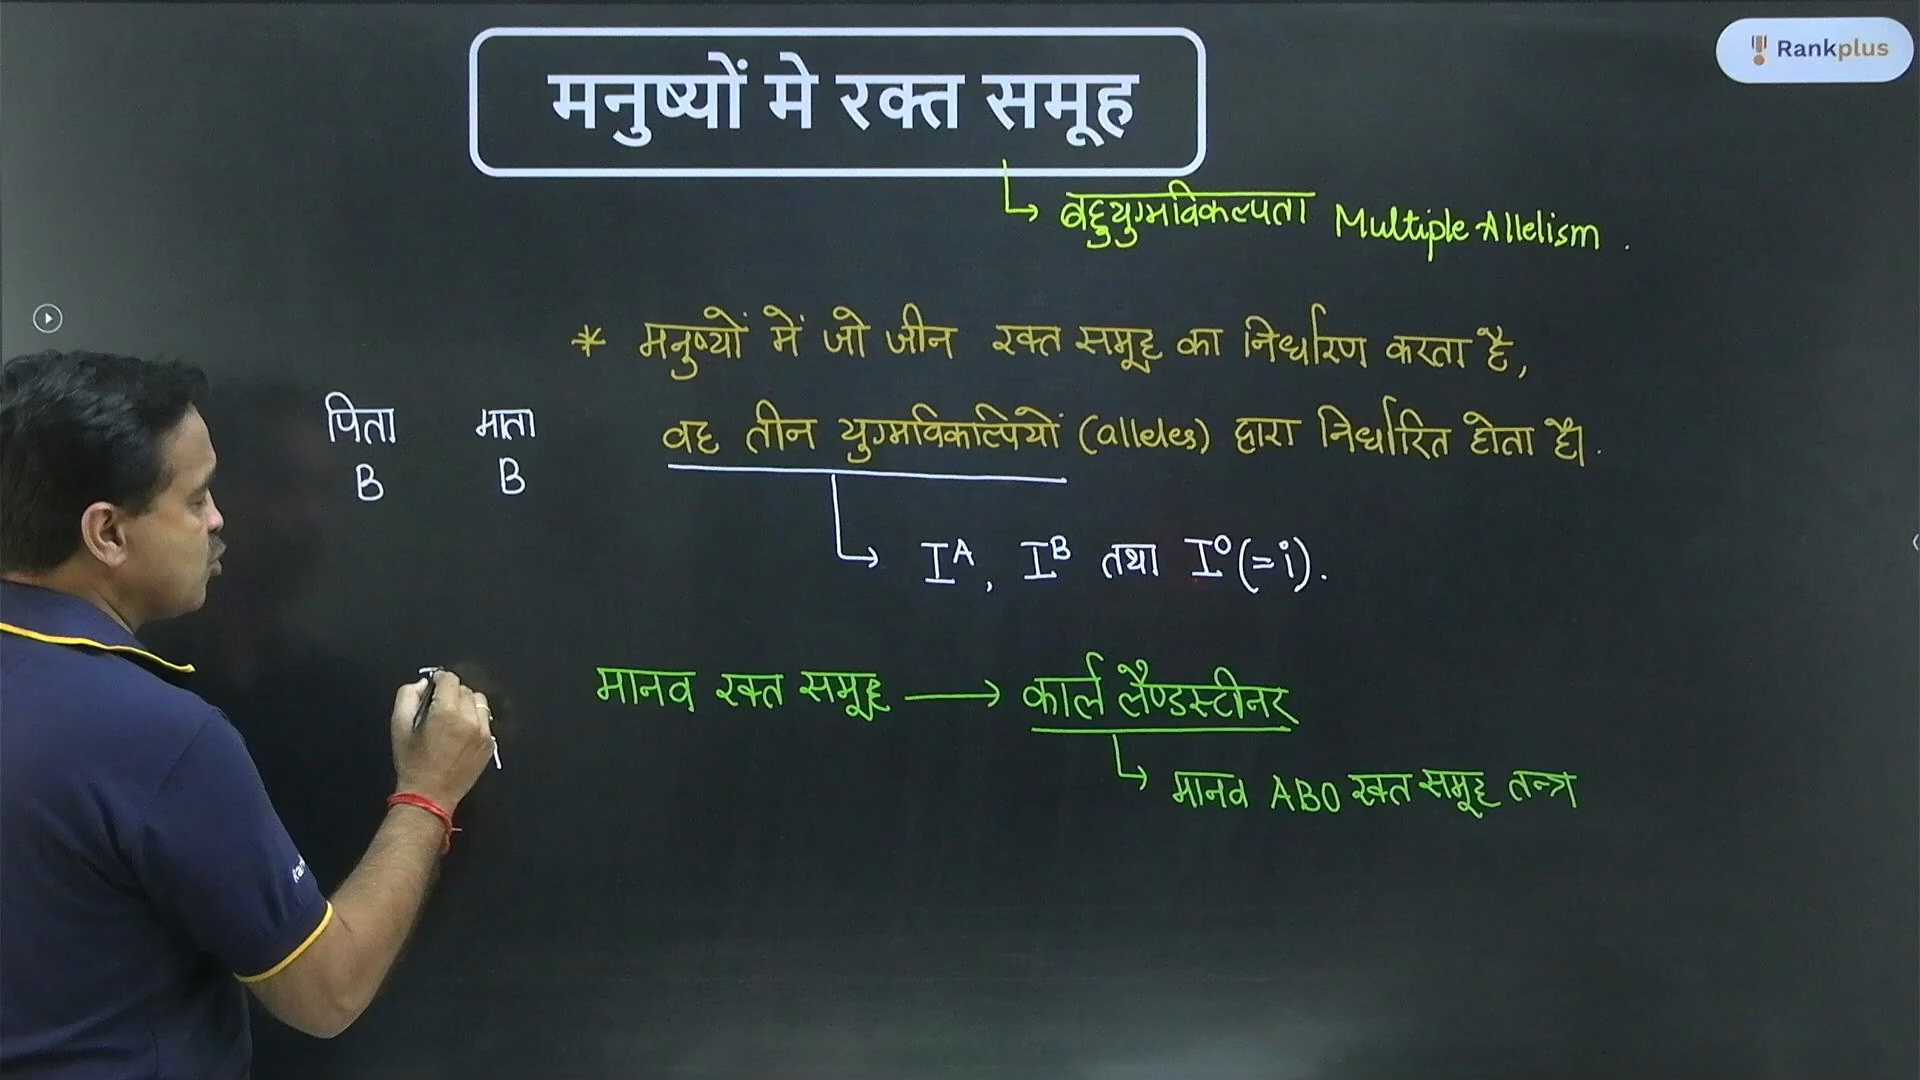 मनुष्यों मे रक्त समूह
Rankplus
बहुयुग्मविकल्पता Multiple Allelism .
* मनुष्यों में जो जीन रक्त समूह का निर्धारण करता है,
वह तीन युग्मविकल्पियों (alleles) द्वारा निर्धारित होता है।.
पिता माता
B B
I^A, I^B तथा I^O(=i).
मानव रक्त समूह → कार्ल लैण्डस्टीनर
मानव ABO रक्त समूह तन्त्र